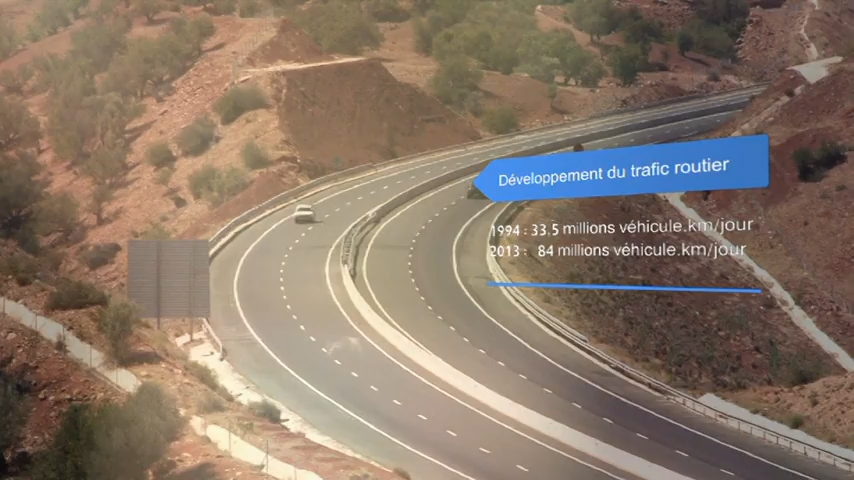 Développement du trafic routier
1994 : 33,5 millions véhicule.km/jour
2013 : 84 millions véhicule.km/jour